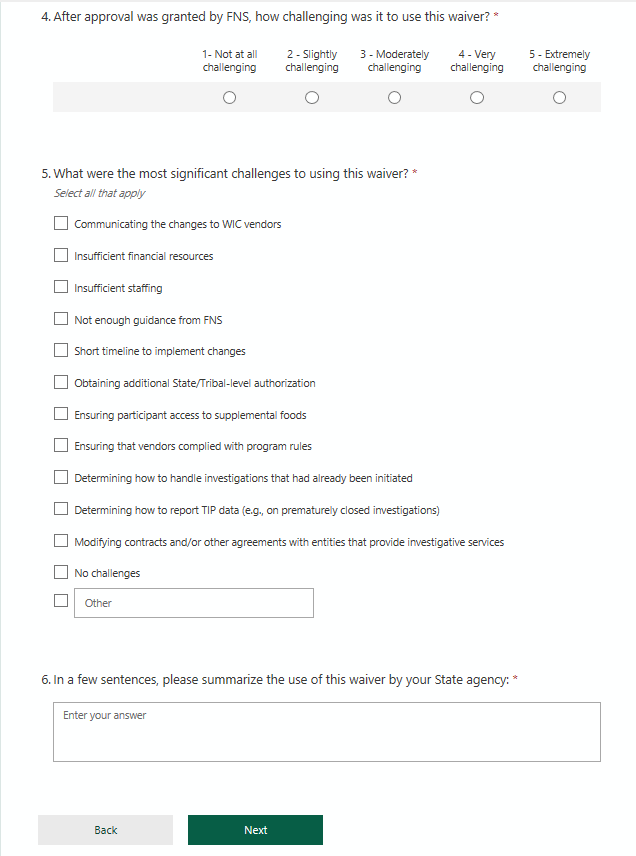 4. After approval was granted by FNS, how challenging was it to use this waiver? *
1- Not at all challenging
2 - Slightly challenging
3 - Moderately challenging
4 - Very challenging
5 - Extremely challenging
5. What were the most significant challenges to using this waiver? *
Select all that apply
Communicating the changes to WIC vendors
Insufficient financial resources
Insufficient staffing
Not enough guidance from FNS
Short timeline to implement changes
Obtaining additional State/Tribal-level authorization
Ensuring participant access to supplemental foods
Ensuring that vendors complied with program rules
Determining how to handle investigations that had already been initiated
Determining how to report TIP data (e.g., on prematurely closed investigations)
Modifying contracts and/or other agreements with entities that provide investigative services
No challenges
Other
6. In a few sentences, please summarize the use of this waiver by your State agency: *
Enter your answer
Back
Next